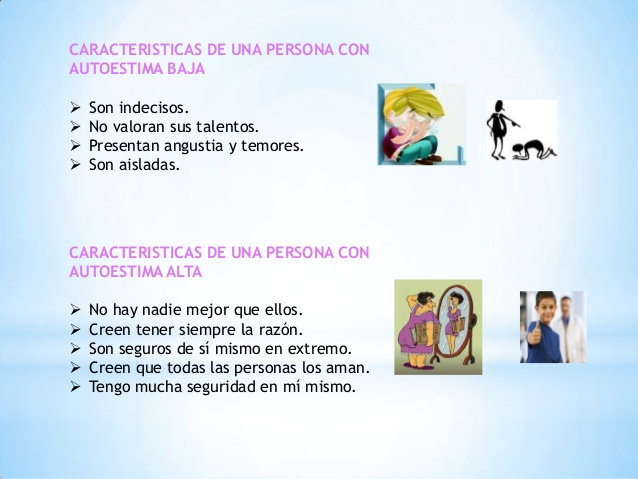 CARACTERISTICAS DE UNA PERSONA CON
AUTOESTIMA BAJA
➢ Son indecisos.
➢ No valoran sus talentos.
➢ Presentan angustia y temores.
➢ Son aisladas.
CARACTERISTICAS DE UNA PERSONA CON
AUTOESTIMA ALTA
➢ No hay nadie mejor que ellos.
➢ Creen tener siempre la razón.
➢ Son seguros de sí mismo en extremo.
➢ Creen que todas las personas los aman.
➢ Tengo mucha seguridad en mí mismo.